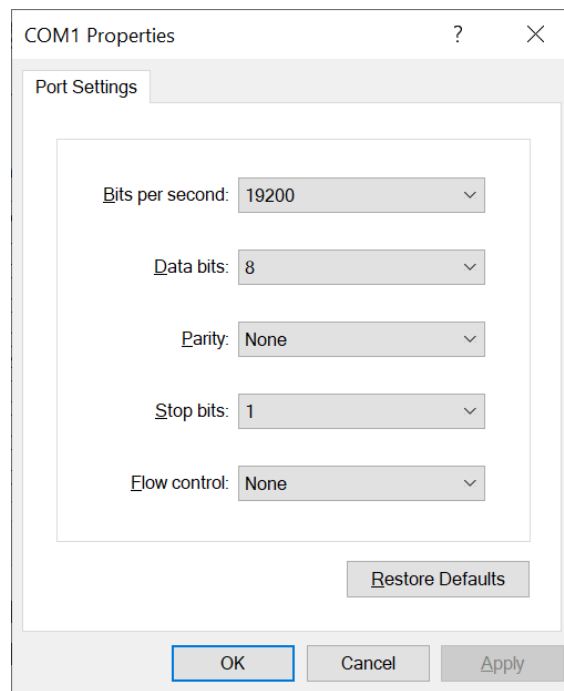 COM1 Properties ?
Port Settings
Bits per second: 19200
Data bits: 8
Parity: None
Stop bits: 1
Flow control: None
Restore Defaults
OK Cancel Apply